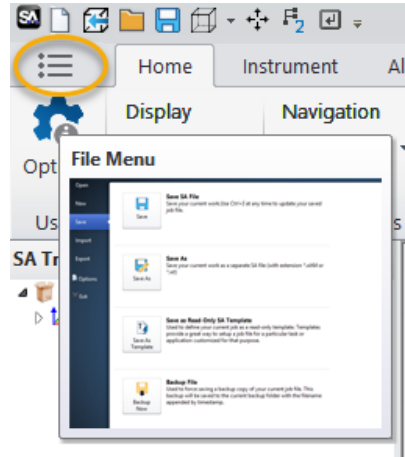 SA
F2
Home Instrument Al
Display Navigation
Opt
File Menu
Us
s
SA Tr
Open
New
Save
Import
Export
Options
Exit
Save
Save SA File
Save your current work.Use Ctrl+S at any time to update your saved
job file.
Save As
Save As
Save your current work as a separate SA file (with extension ".xit64 or
".xit)
Save As
Template
Save as Read-Only SA Template
Used to define your current job as a read-only template. Templates
provide a great way to setup a job file for a particular task or
application customized for that purpose.
Backup
Now
Backup File
Used to force saving a backup copy of your current job file. This
backup will be saved to the current backup folder with the filename
appended by timestamp.